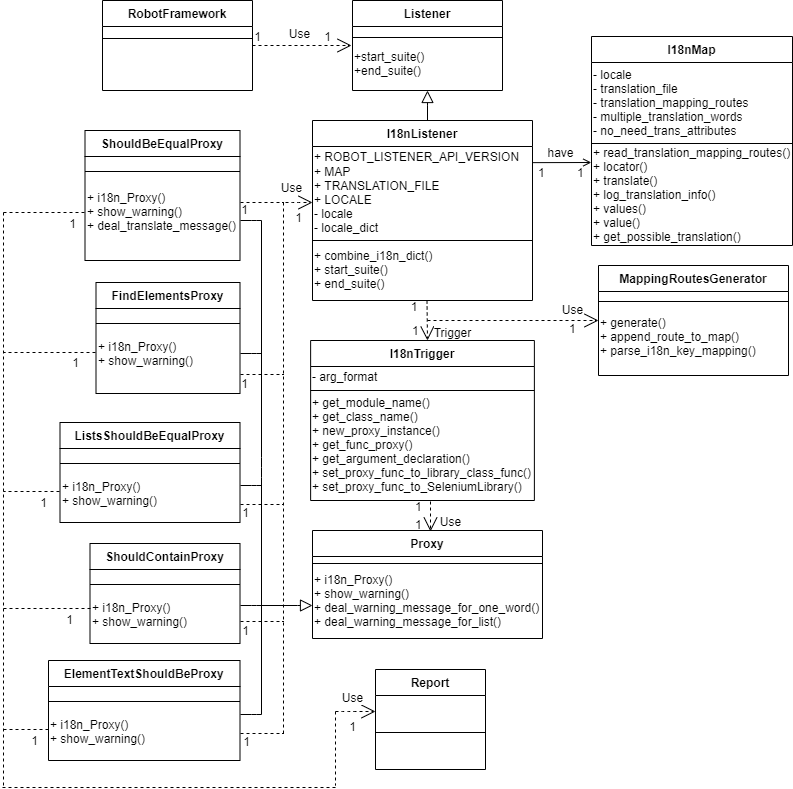 RobotFramework
1
Use
1
Listener
+start_suite()
+end_suite()
I18nMap
- locale
- translation_file
- translation_mapping_routes
- multiple_translation_words
- no_need_trans_attributes
+ read_translation_mapping_routes()
+ locator()
+ translate()
+ log_translation_info()
+ values()
+ value()
+ get_possible_translation()
I18nListener
+ ROBOT_LISTENER_API_VERSION
+ MAP
+ TRANSLATION_FILE
+ LOCALE
- locale
- locale_dict
+ combine_i18n_dict()
+ start_suite()
+ end_suite()
have
1
1
ShouldBeEqualProxy
+ i18n_Proxy()
+ show_warning()
+ deal_translate_message()
1
1
Use
1
MappingRoutesGenerator
+ generate()
+ append_route_to_map()
+ parse_i18n_key_mapping()
Use
1
1
1
Trigger
FindElementsProxy
+ i18n_Proxy()
+ show_warning()
1
1
I18nTrigger
- arg_format
+ get_module_name()
+ get_class_name()
+ new_proxy_instance()
+ get_func_proxy()
+ get_argument_declaration()
+ set_proxy_func_to_library_class_func()
+ set_proxy_func_to_SeleniumLibrary()
1
1
Use
ListsShouldBeEqualProxy
+ i18n_Proxy()
+ show_warning()
1
1
Proxy
+ i18n_Proxy()
+ show_warning()
+ deal_warning_message_for_one_word()
+ deal_warning_message_for_list()
ShouldContainProxy
+ i18n_Proxy()
+ show_warning()
1
1
ElementTextShouldBeProxy
+ i18n_Proxy()
+ show_warning()
1
1
Report
Use
1